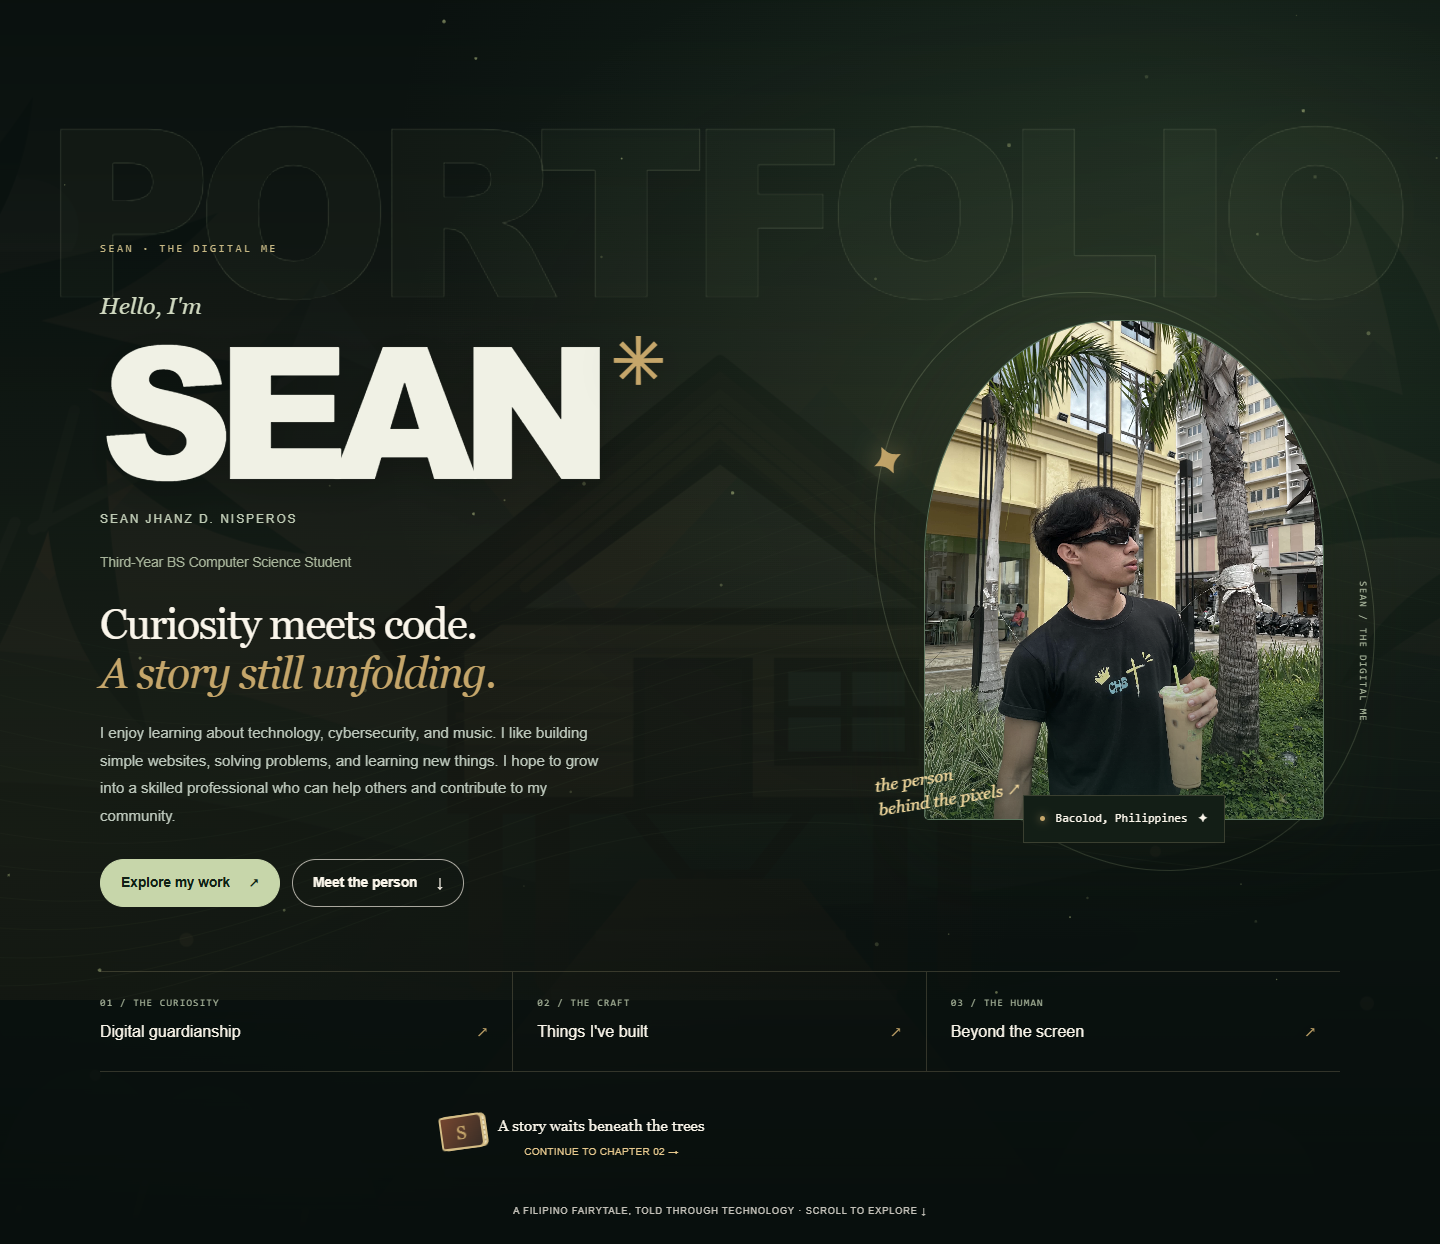 PORTFOLIO
SEAN · THE DIGITAL ME
Hello, I'm
SEAN
SEAN JHANZ D. NISPEROS
Third-Year BS Computer Science Student
Curiosity meets code.
A story still unfolding.
I enjoy learning about technology, cybersecurity, and music. I like building
simple websites, solving problems, and learning new things. I hope to grow
into a skilled professional who can help others and contribute to my
community.
Explore my work ↗
Meet the person ↓
CHS
SEAN / THE DIGITAL ME
the person
behind the pixels ↗
Bacolod, Philippines
01 / THE CURIOSITY
Digital guardianship ↗
02 / THE CRAFT
Things I've built ↗
03 / THE HUMAN
Beyond the screen ↗
S
A story waits beneath the trees
CONTINUE TO CHAPTER 02 →
A FILIPINO FAIRYTALE, TOLD THROUGH TECHNOLOGY · SCROLL TO EXPLORE ↓